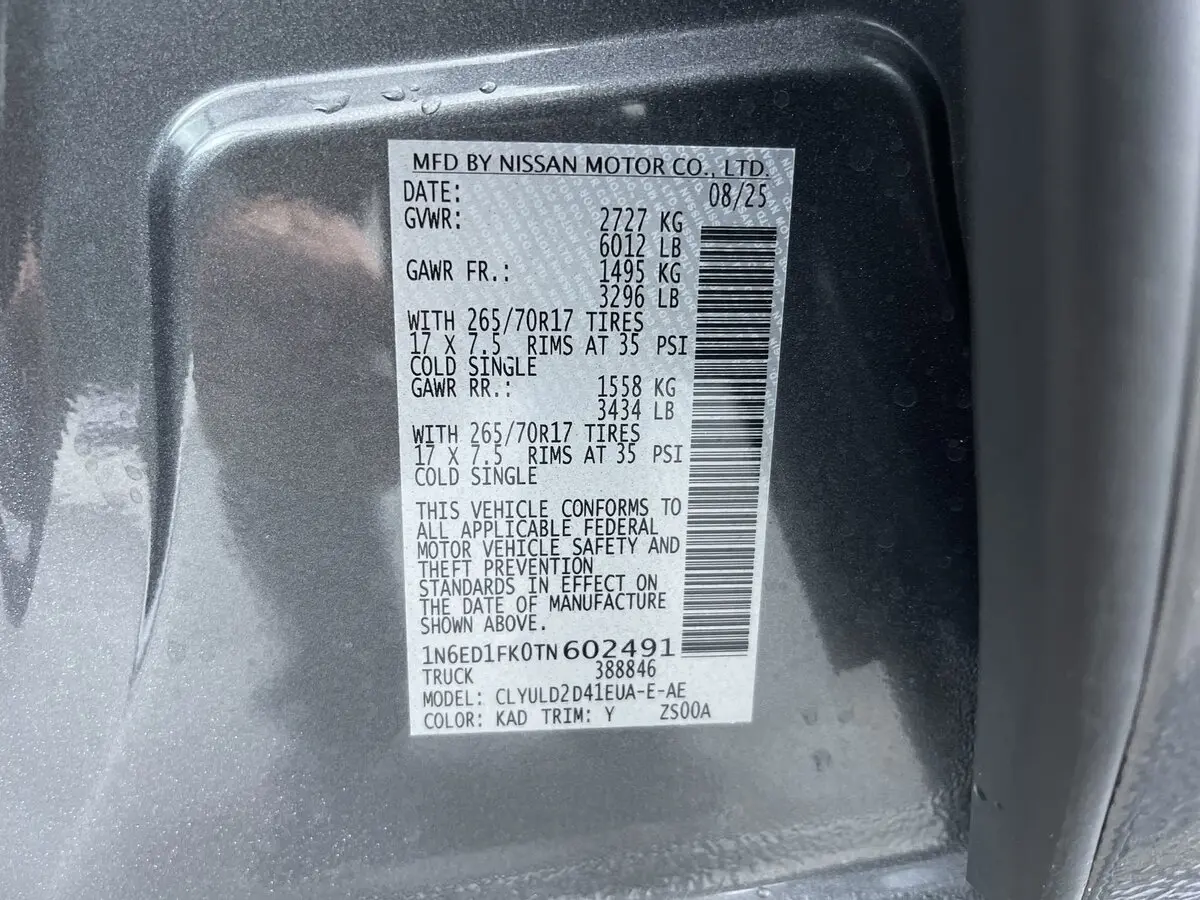 MFD BY NISSAN MOTOR CO., LTD.
DATE: 08/25
GVWR: 2727 KG
6012 LB
GAWR FR.: 1495 KG
3296 LB
WITH 265/70R17 TIRES
17 X 7.5 RIMS AT 35 PSI
COLD SINGLE
GAWR RR.: 1558 KG
3434 LB
WITH 265/70R17 TIRES
17 X 7.5 RIMS AT 35 PSI
COLD SINGLE
THIS VEHICLE CONFORMS TO
ALL APPLICABLE FEDERAL
MOTOR VEHICLE SAFETY AND
THEFT PREVENTION
STANDARDS IN EFFECT ON
THE DATE OF MANUFACTURE
SHOWN ABOVE.
1N6ED1FK0TN602491
TRUCK 388846
MODEL: CLYULD2D41EUA-E-AE
COLOR: KAD TRIM: Y ZS00A